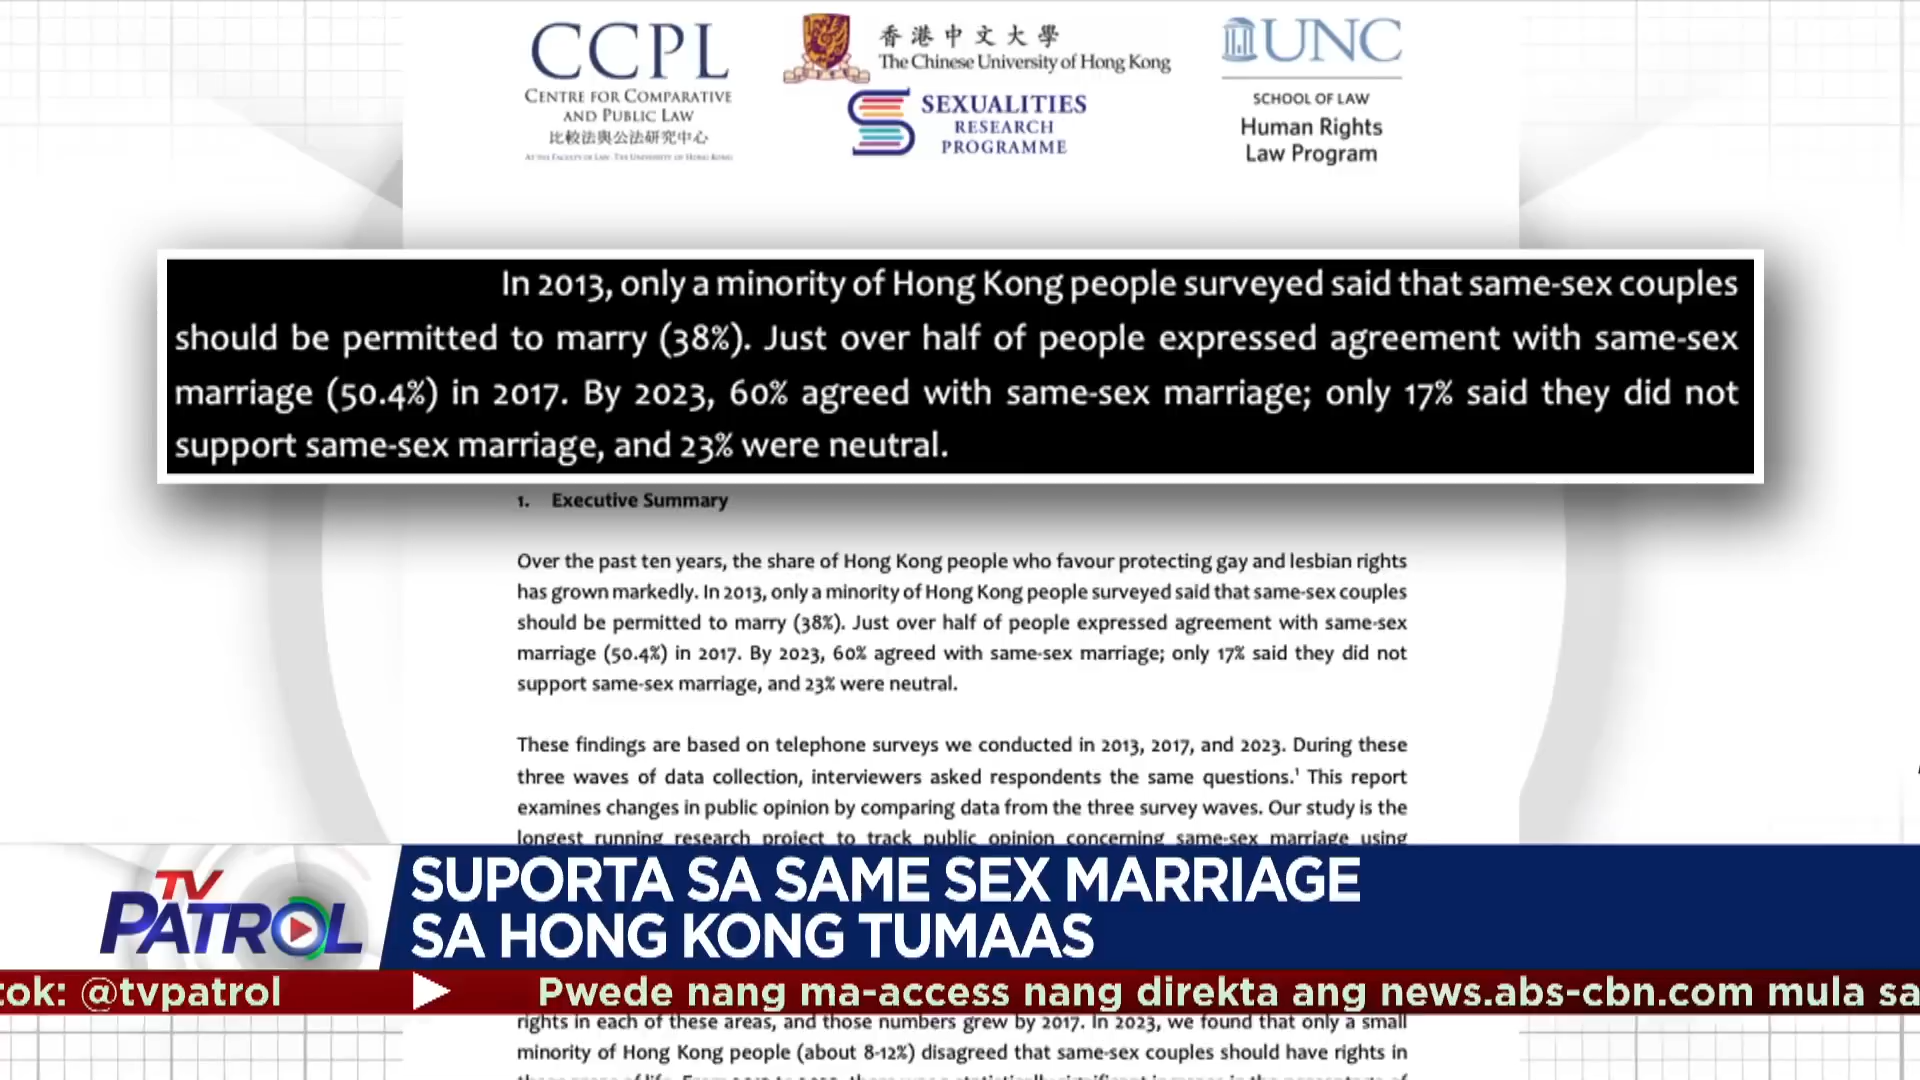 CCPL
CENTRE FOR COMPARATIVE
AND PUBLIC LAW
比較法與公法研究中心
AT THE FACULTY OF LAW, THE UNIVERSITY OF HONG KONG
香港中文大學
The Chinese University of Hong Kong
SEXUALITIES
RESEARCH
PROGRAMME
UNC
SCHOOL OF LAW
Human Rights
Law Program
In 2013, only a minority of Hong Kong people surveyed said that same-sex couples
should be permitted to marry (38%). Just over half of people expressed agreement with same-sex
marriage (50.4%) in 2017. By 2023, 60% agreed with same-sex marriage; only 17% said they did not
support same-sex marriage, and 23% were neutral.
1. Executive Summary
Over the past ten years, the share of Hong Kong people who favour protecting gay and lesbian rights
has grown markedly. In 2013, only a minority of Hong Kong people surveyed said that same-sex couples
should be permitted to marry (38%). Just over half of people expressed agreement with same-sex
marriage (50.4%) in 2017. By 2023, 60% agreed with same-sex marriage; only 17% said they did not
support same-sex marriage, and 23% were neutral.
These findings are based on telephone surveys we conducted in 2013, 2017, and 2023. During these
three waves of data collection, interviewers asked respondents the same questions.¹ This report
examines changes in public opinion by comparing data from the three survey waves. Our study is the
longest running research project to track public opinion concerning same-sex marriage using
TV
PATROL
SUPORTA SA SAME SEX MARRIAGE
SA HONG KONG TUMAAS
tok: @tvpatrol Pwede nang ma-access nang direkta ang news.abs-cbn.com mula sa
rights in each of these areas, and those numbers grew by 2017. In 2023, we found that only a small
minority of Hong Kong people (about 8-12%) disagreed that same-sex couples should have rights in